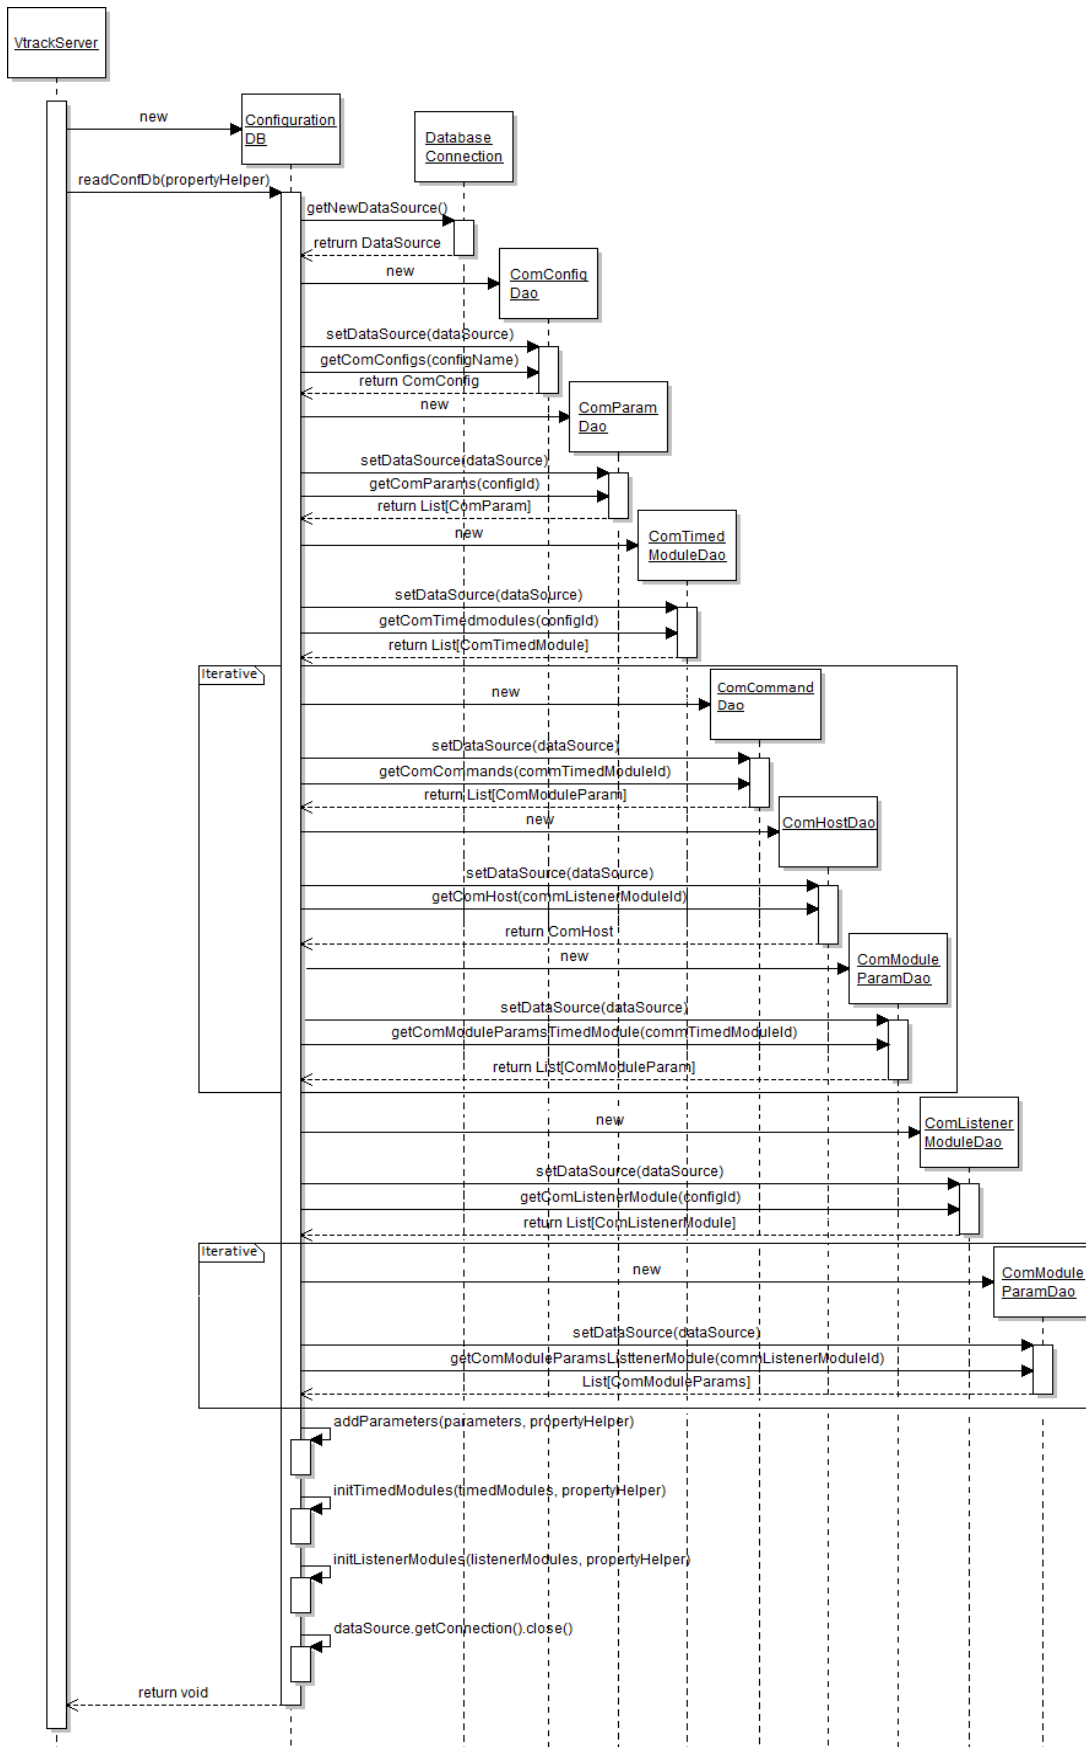 VtrackServer
new
Configuration
DB
Database
Connection
readConfDb(propertyHelper)
getNewDataSource()
retrurn DataSource
new
ComConfig
Dao
setDataSource(dataSource)
getComConfigs(configName)
return ComConfig
new
ComParam
Dao
setDataSource(dataSource)
getComParams(configId)
return List[ComParam]
new
ComTimed
ModuleDao
setDataSource(dataSource)
getComTimedmodules(configId)
return List[ComTimedModule]
Iterative
new
ComCommand
Dao
setDataSource(dataSource)
getComCommands(commTimedModuleId)
return List[ComModuleParam]
new
ComHostDao
setDataSource(dataSource)
getComHost(commListenerModuleId)
return ComHost
new
ComModule
ParamDao
setDataSource(dataSource)
getComModuleParamsTimedModule(commTimedModuleId)
return List[ComModuleParam]
new
ComListener
ModuleDao
setDataSource(dataSource)
getComListenerModule(configId)
return List[ComListenerModule]
Iterative
new
ComModule
ParamDao
setDataSource(dataSource)
getComModuleParamsListtenerModule(commListenerModuleId)
List[ComModuleParams]
addParameters(parameters, propertyHelper)
initTimedModules(timedModules, propertyHelper)
initListenerModules(listenerModules, propertyHelper)
dataSource.getConnection().close()
return void